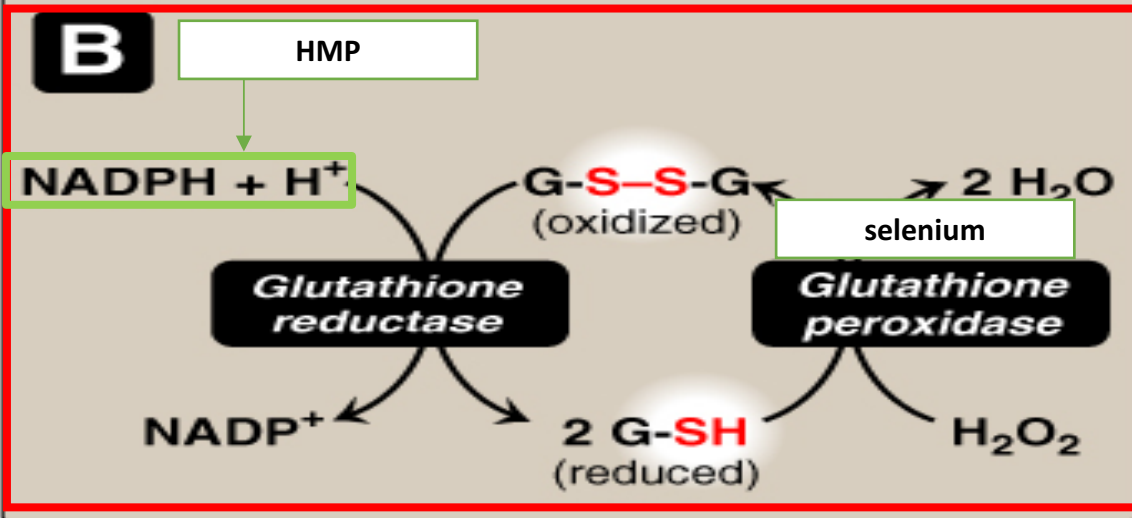 B
HMP
NADPH + H⁺
G-S–S-G
(oxidized)
2 H₂O
selenium
Glutathione
reductase
Glutathione
peroxidase
NADP⁺
2 G-SH
(reduced)
H₂O₂